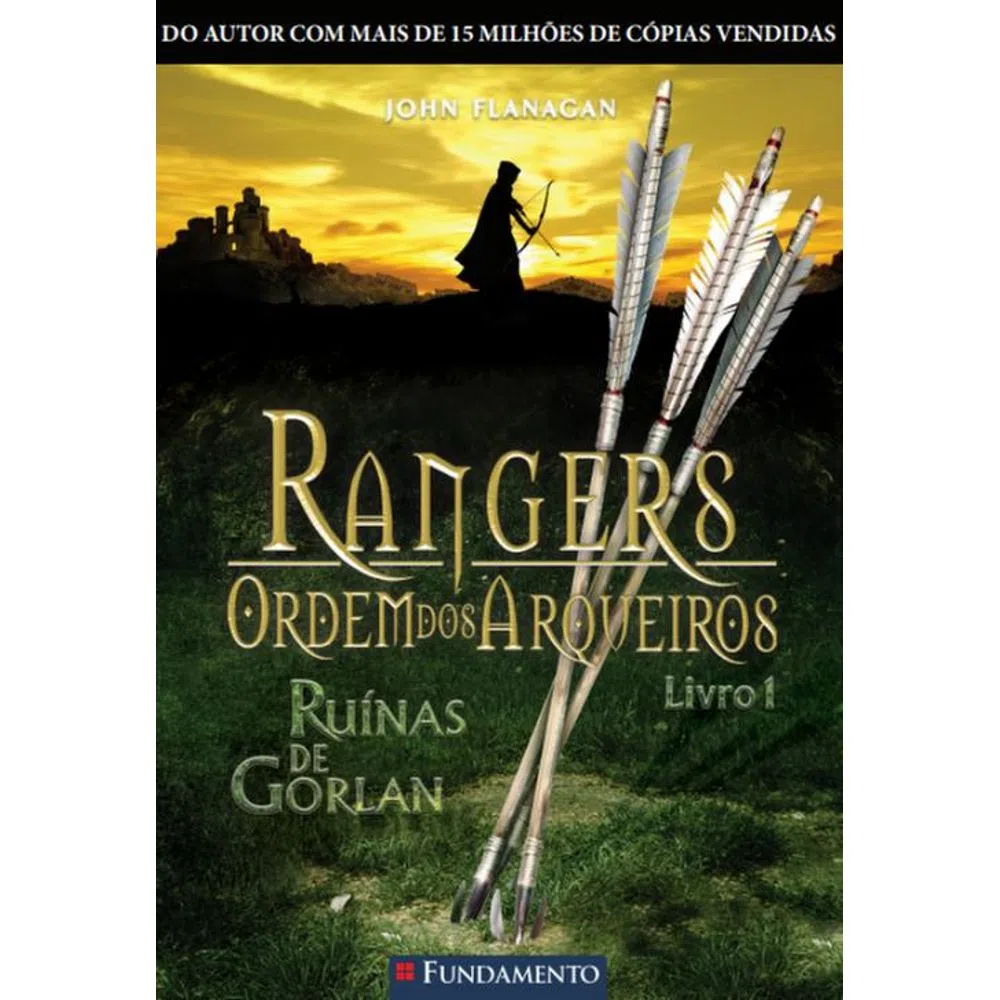 DO AUTOR COM MAIS DE 15 MILHÕES DE CÓPIAS VENDIDAS
JOHN FLANAGAN
RANGERS
ORDEM DOS ARQUEIROS
Livro 1
RUÍNAS
DE
GORLAN
FUNDAMENTO